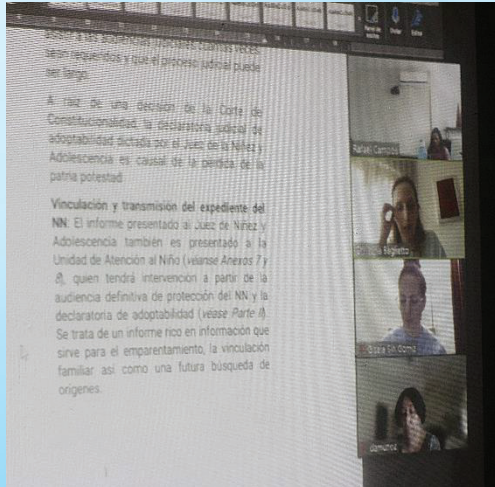 Dictar
Editor
sean requeridos y que el proceso judicial puede
ser largo.
A raíz de una decisión de la Corte de
Constitucionalidad, la declaratoria judicial de
adoptabilidad dictada por el Juez de la Niñez y
Adolescencia es causal de la pérdida de la
patria potestad.
Vinculación y transmisión del expediente del
NN: El informe presentado al Juez de Niñez y
Adolescencia también es presentado a la
Unidad de Atención al Niño (véanse Anexos 7 y
8), quien tendrá intervención a partir de la
audiencia definitiva de protección del NN y la
declaratoria de adoptabilidad (véase Parte II).
Se trata de un informe rico en información que
sirve para el emparentamiento, la vinculación
familiar así como una futura búsqueda de
orígenes.
Rafael Campos